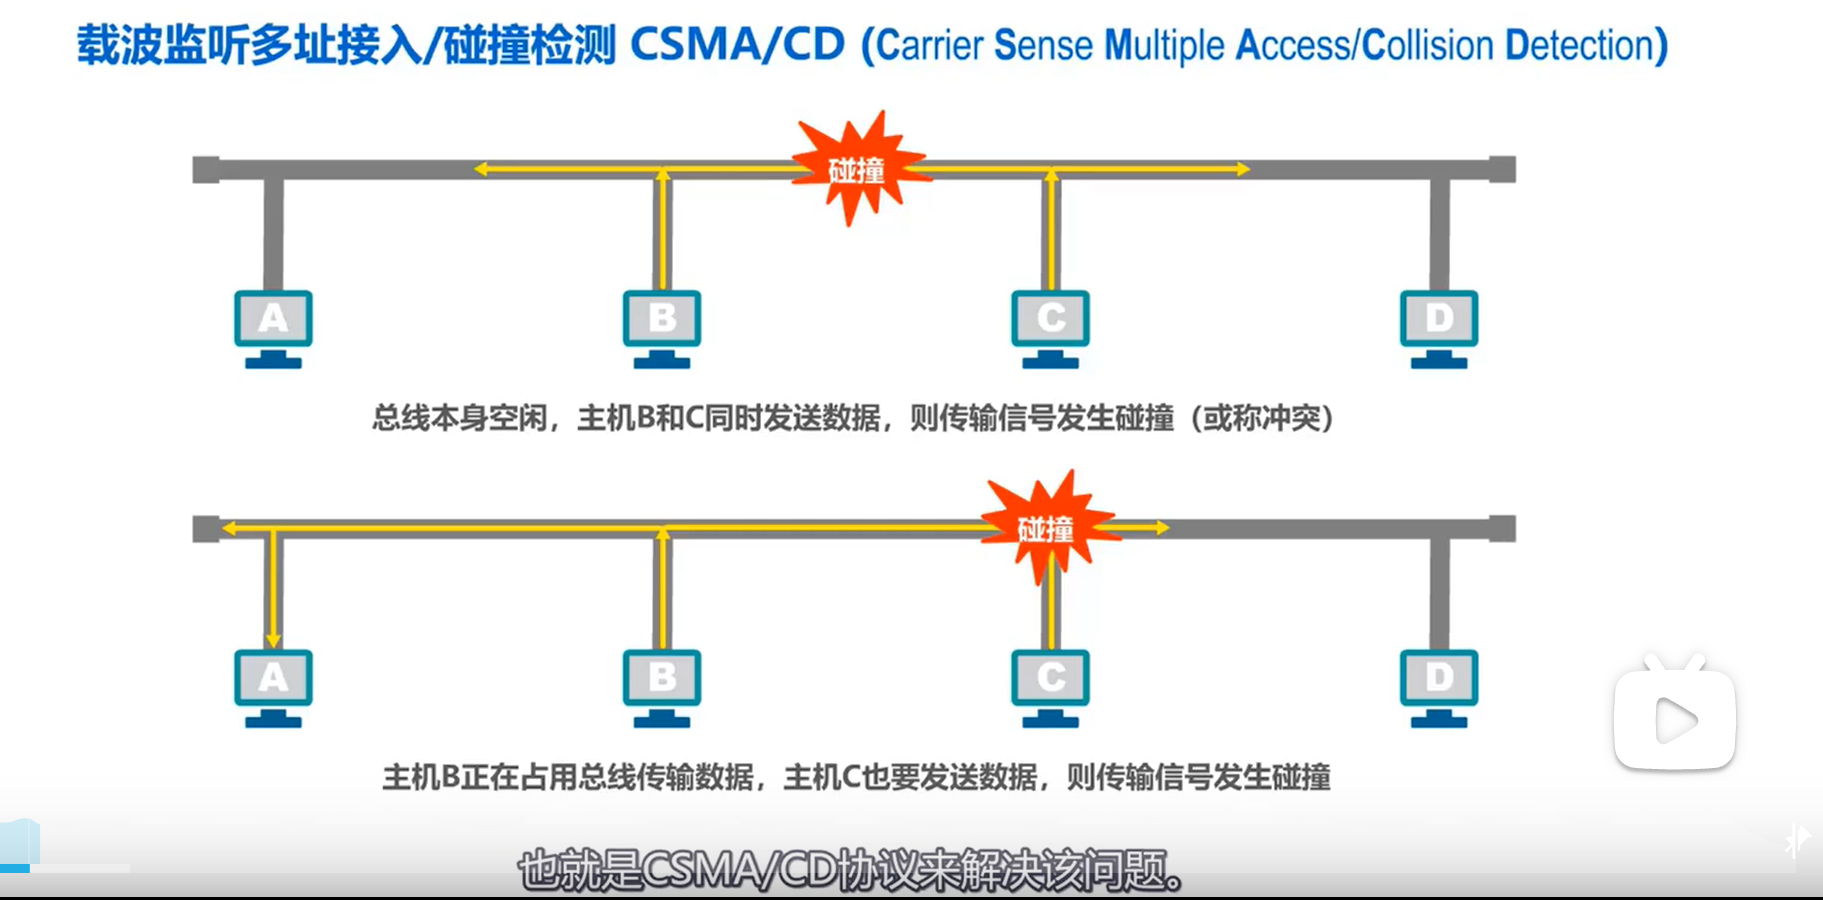 载波监听多址接入/碰撞检测 CSMA/CD (Carrier Sense Multiple Access/Collision Detection)
碰撞
A
B
C
D
总线本身空闲，主机B和C同时发送数据，则传输信号发生碰撞（或称冲突）
碰撞
A
B
C
D
主机B正在占用总线传输数据，主机C也要发送数据，则传输信号发生碰撞
也就是CSMA/CD协议来解决该问题。